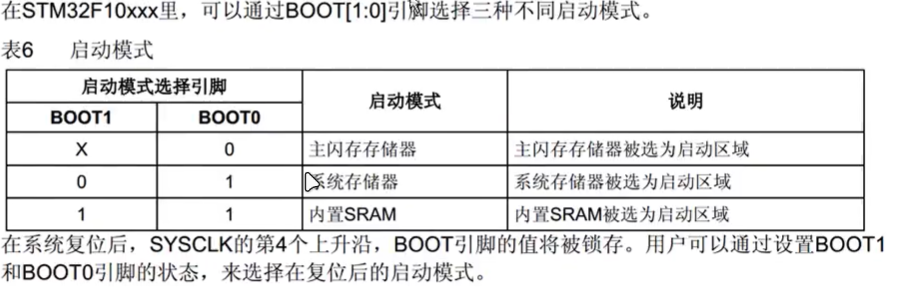 在STM32F10xxx里，可以通过BOOT[1:0]引脚选择三种不同启动模式。
表6 启动模式
启动模式选择引脚 启动模式 说明
BOOT1 BOOT0
X 0 主闪存存储器 主闪存存储器被选为启动区域
0 1 系统存储器 系统存储器被选为启动区域
1 1 内置SRAM 内置SRAM被选为启动区域
在系统复位后，SYSCLK的第4个上升沿，BOOT引脚的值将被锁存。用户可以通过设置BOOT1
和BOOT0引脚的状态，来选择在复位后的启动模式。